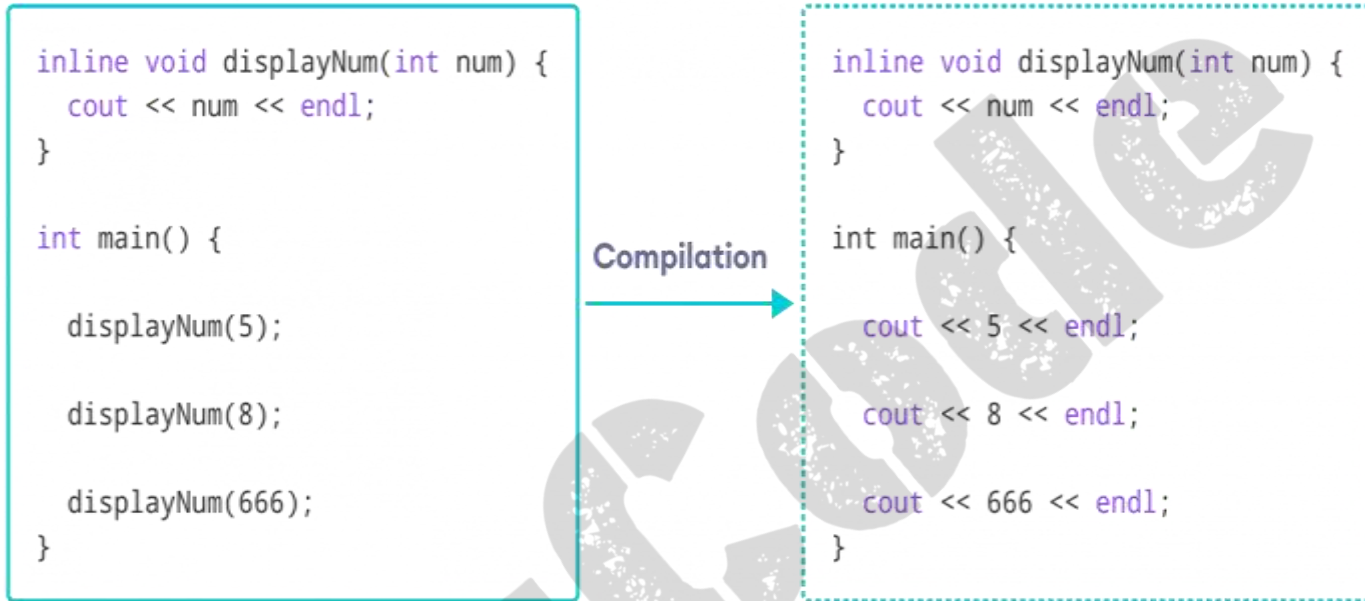 inline void displayNum(int num) {
cout << num << endl;
}
int main() {
displayNum(5);
displayNum(8);
displayNum(666);
}
Compilation
inline void displayNum(int num) {
cout << num << endl;
}
int main() {
cout << 5 << endl;
cout << 8 << endl;
cout << 666 << endl;
}
Code